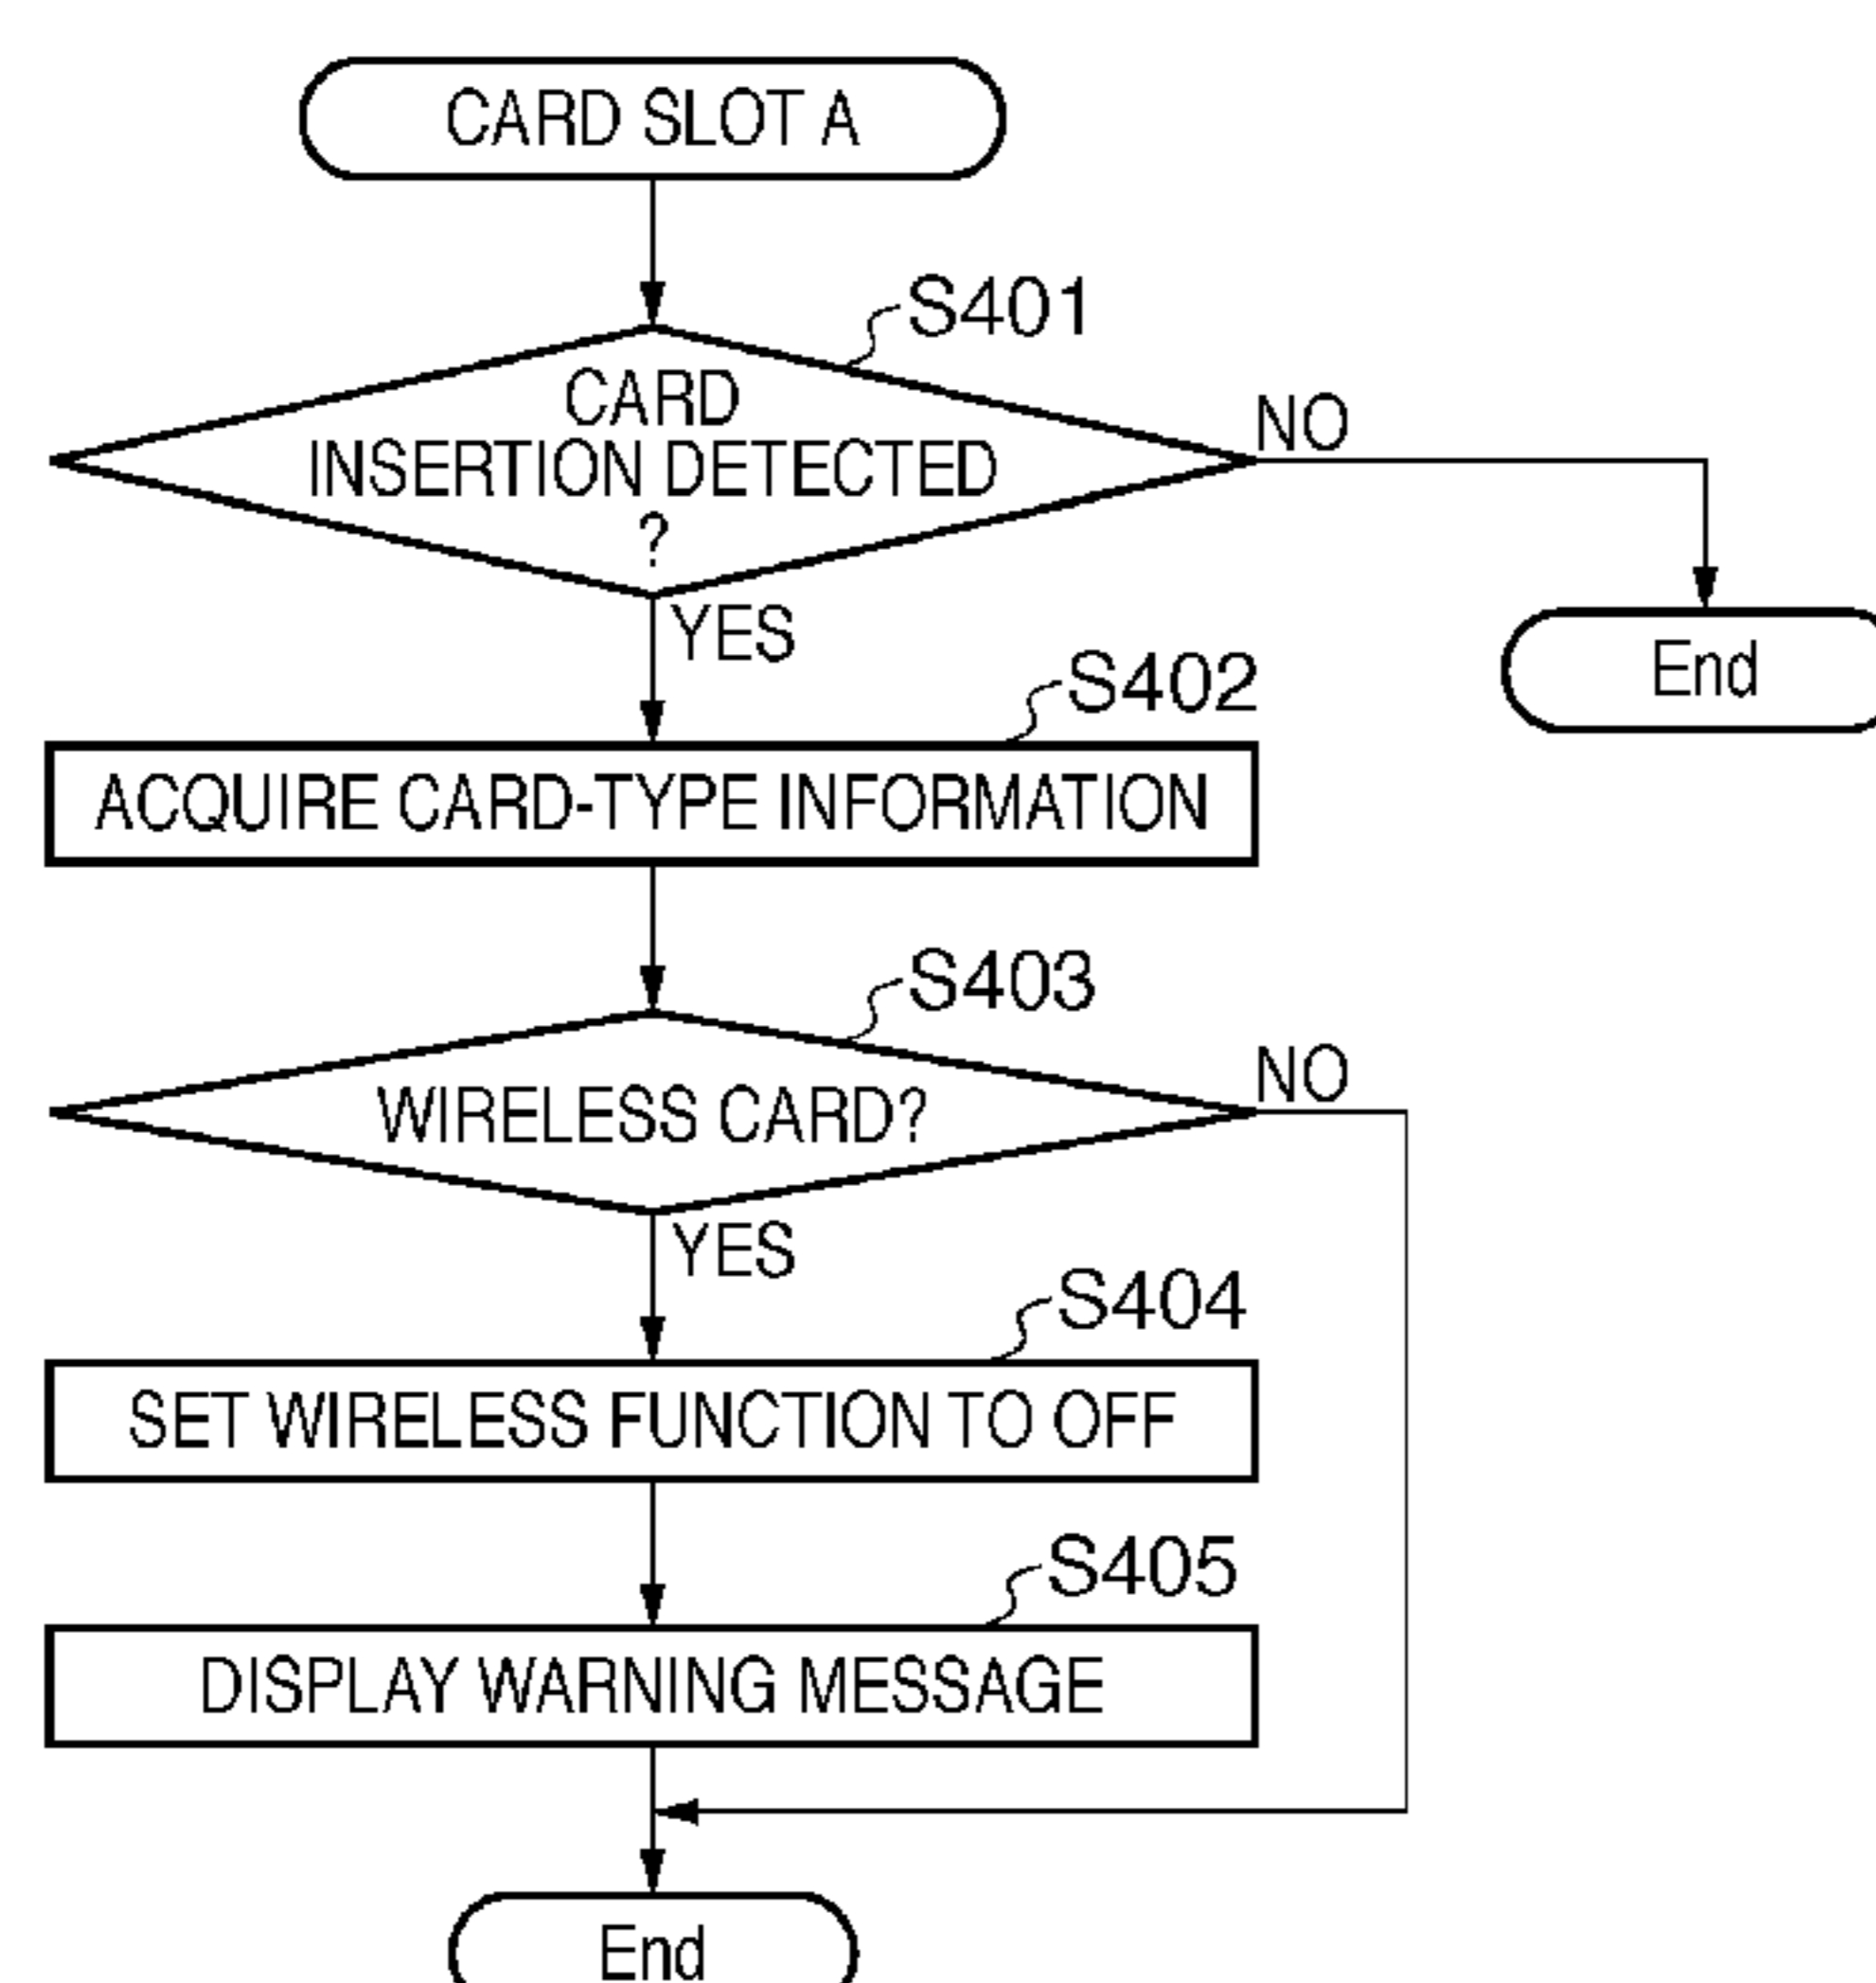 CARD SLOT A
S401
CARD
INSERTION DETECTED
?
NO
YES
End
S402
ACQUIRE CARD-TYPE INFORMATION
S403
WIRELESS CARD?
NO
YES
S404
SET WIRELESS FUNCTION TO OFF
S405
DISPLAY WARNING MESSAGE
End